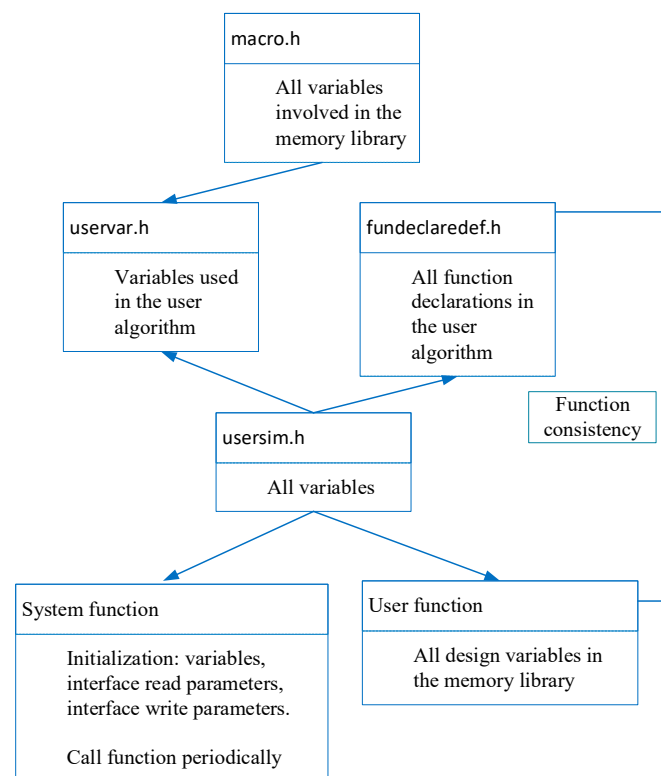 macro.h
All variables
involved in the
memory library
uservar.h
Variables used
in the user
algorithm
fundeclaredef.h
All function
declarations in
the user
algorithm
Function
consistency
usersim.h
All variables
System function
Initialization: variables,
interface read parameters,
interface write parameters.
Call function periodically
User function
All design variables in
the memory library